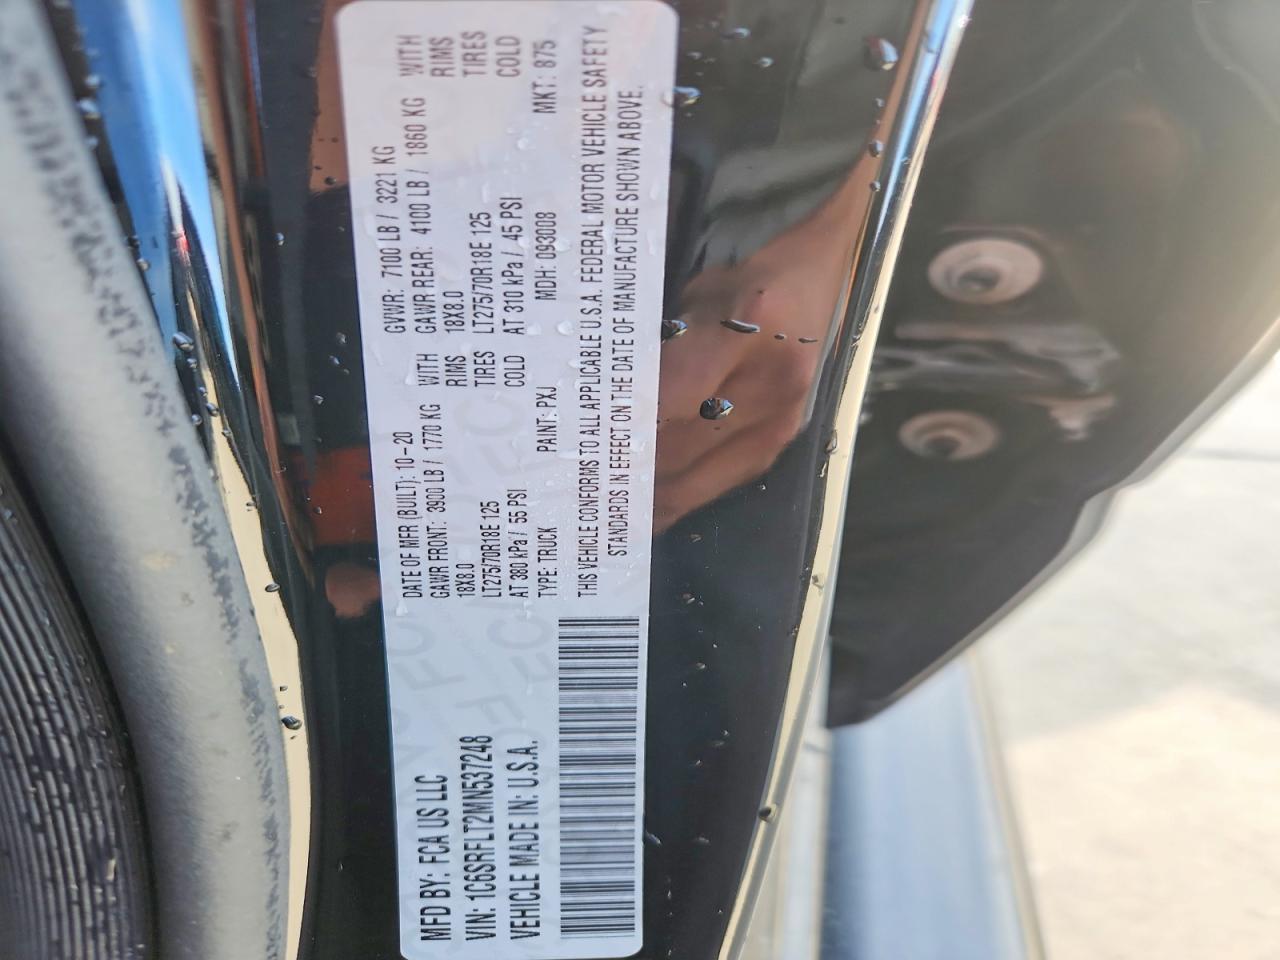 MFD BY: FCA US LLC
VIN: 1C6SRFLT2MN537248
VEHICLE MADE IN: U.S.A.
DATE OF MFR (BUILT): 10-20 GVWR: 7100 LB / 3221 KG
GAWR FRONT: 3900 LB / 1770 KG WITH GAWR REAR: 4100 LB / 1860 KG WITH
18X8.0 RIMS 18X8.0 RIMS
LT275/70R18E 125 TIRES LT275/70R18E 125 TIRES
AT 380 kPa / 55 PSI COLD AT 310 kPa / 45 PSI COLD
TYPE: TRUCK PAINT: PXJ MDH: 093008 MKT: 875
THIS VEHICLE CONFORMS TO ALL APPLICABLE U.S.A. FEDERAL MOTOR VEHICLE SAFETY
STANDARDS IN EFFECT ON THE DATE OF MANUFACTURE SHOWN ABOVE.